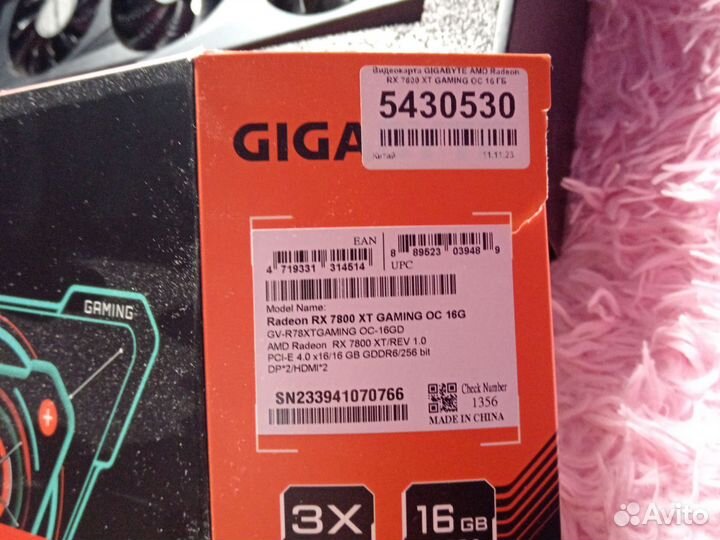 Видеокарта GIGABYTE AMD Radeon
RX 7800 XT GAMING OC 16 ГБ
5430530
Китай 11.11.23
GIGA
EAN
4 719331 314514
8 89523 03948 9
UPC
Model Name:
Radeon RX 7800 XT GAMING OC 16G
GV-R78XTGAMING OC-16GD
AMD Radeon RX 7800 XT/REV 1.0
PCI-E 4.0 x16/16 GB GDDR6/256 bit
DP*2/HDMI*2
SN233941070766
Check Number
1356
MADE IN CHINA
GAMING
3X
16 GB
Avito